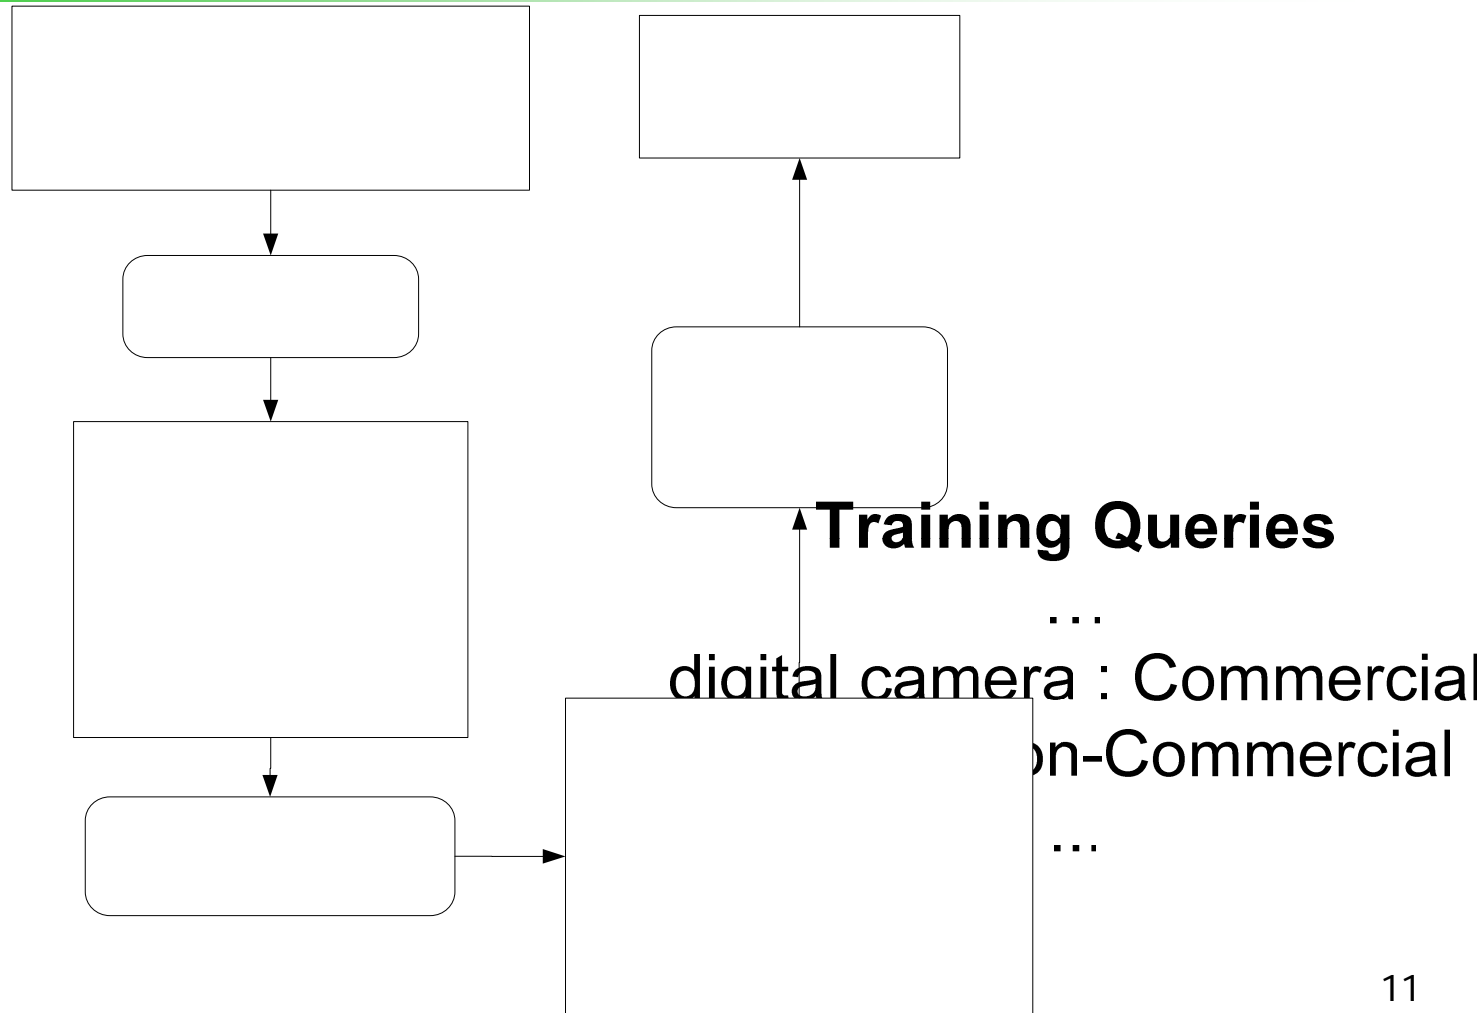 Training Queries
…
digital camera : Commercial
-Commercial
...
11